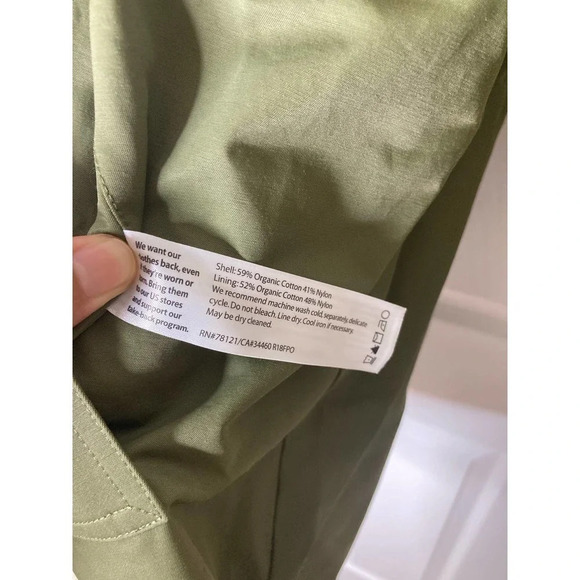 We want our
clothes back, even
if they're worn or
torn. Bring them
to our US stores
and support our
take-back program.
Shell: 59% Organic Cotton 41% Nylon
Lining: 52% Organic Cotton 48% Nylon
We recommend machine wash cold, separately, delicate
cycle. Do not bleach. Line dry. Cool iron if necessary.
May be dry cleaned.
RN#78121/CA#34460 R18FPO